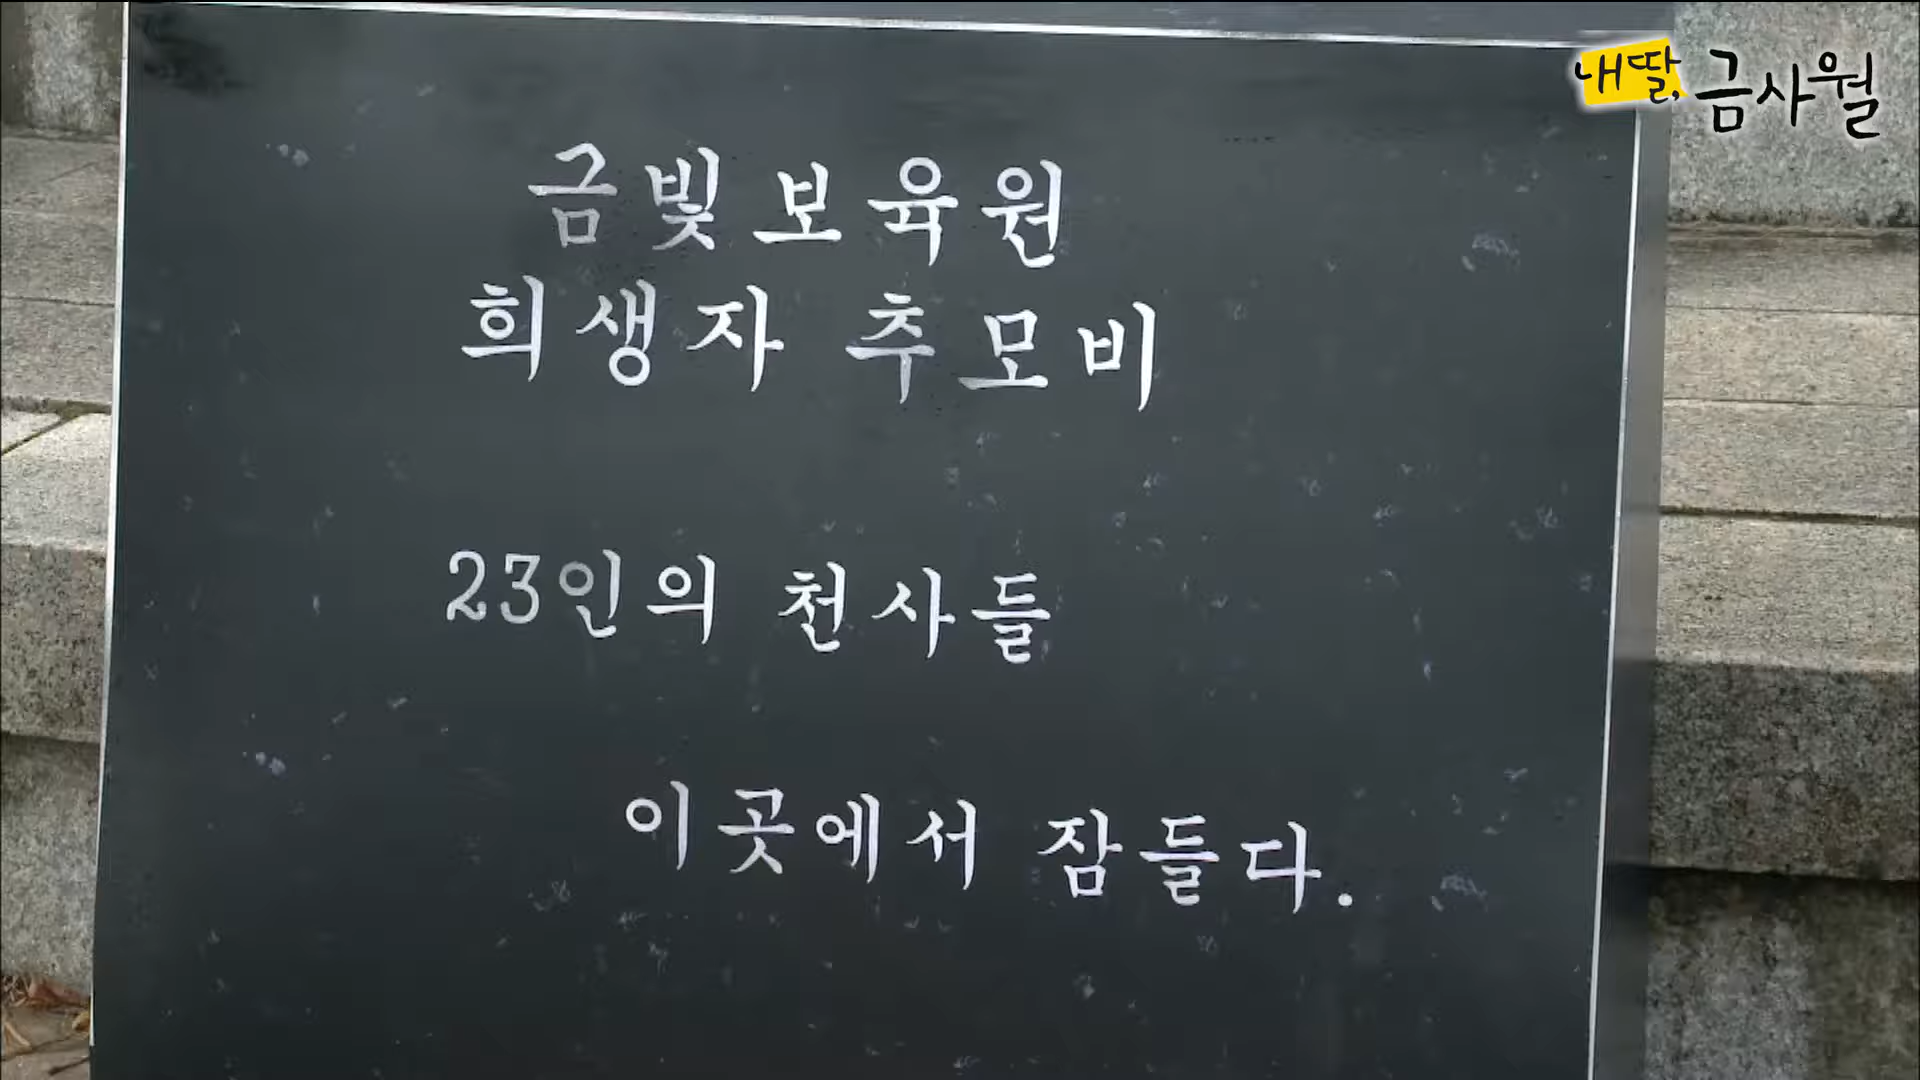 내 딸, 금사월
금빛보육원
희생자 추모비
23인의 천사들
이곳에서 잠들다.